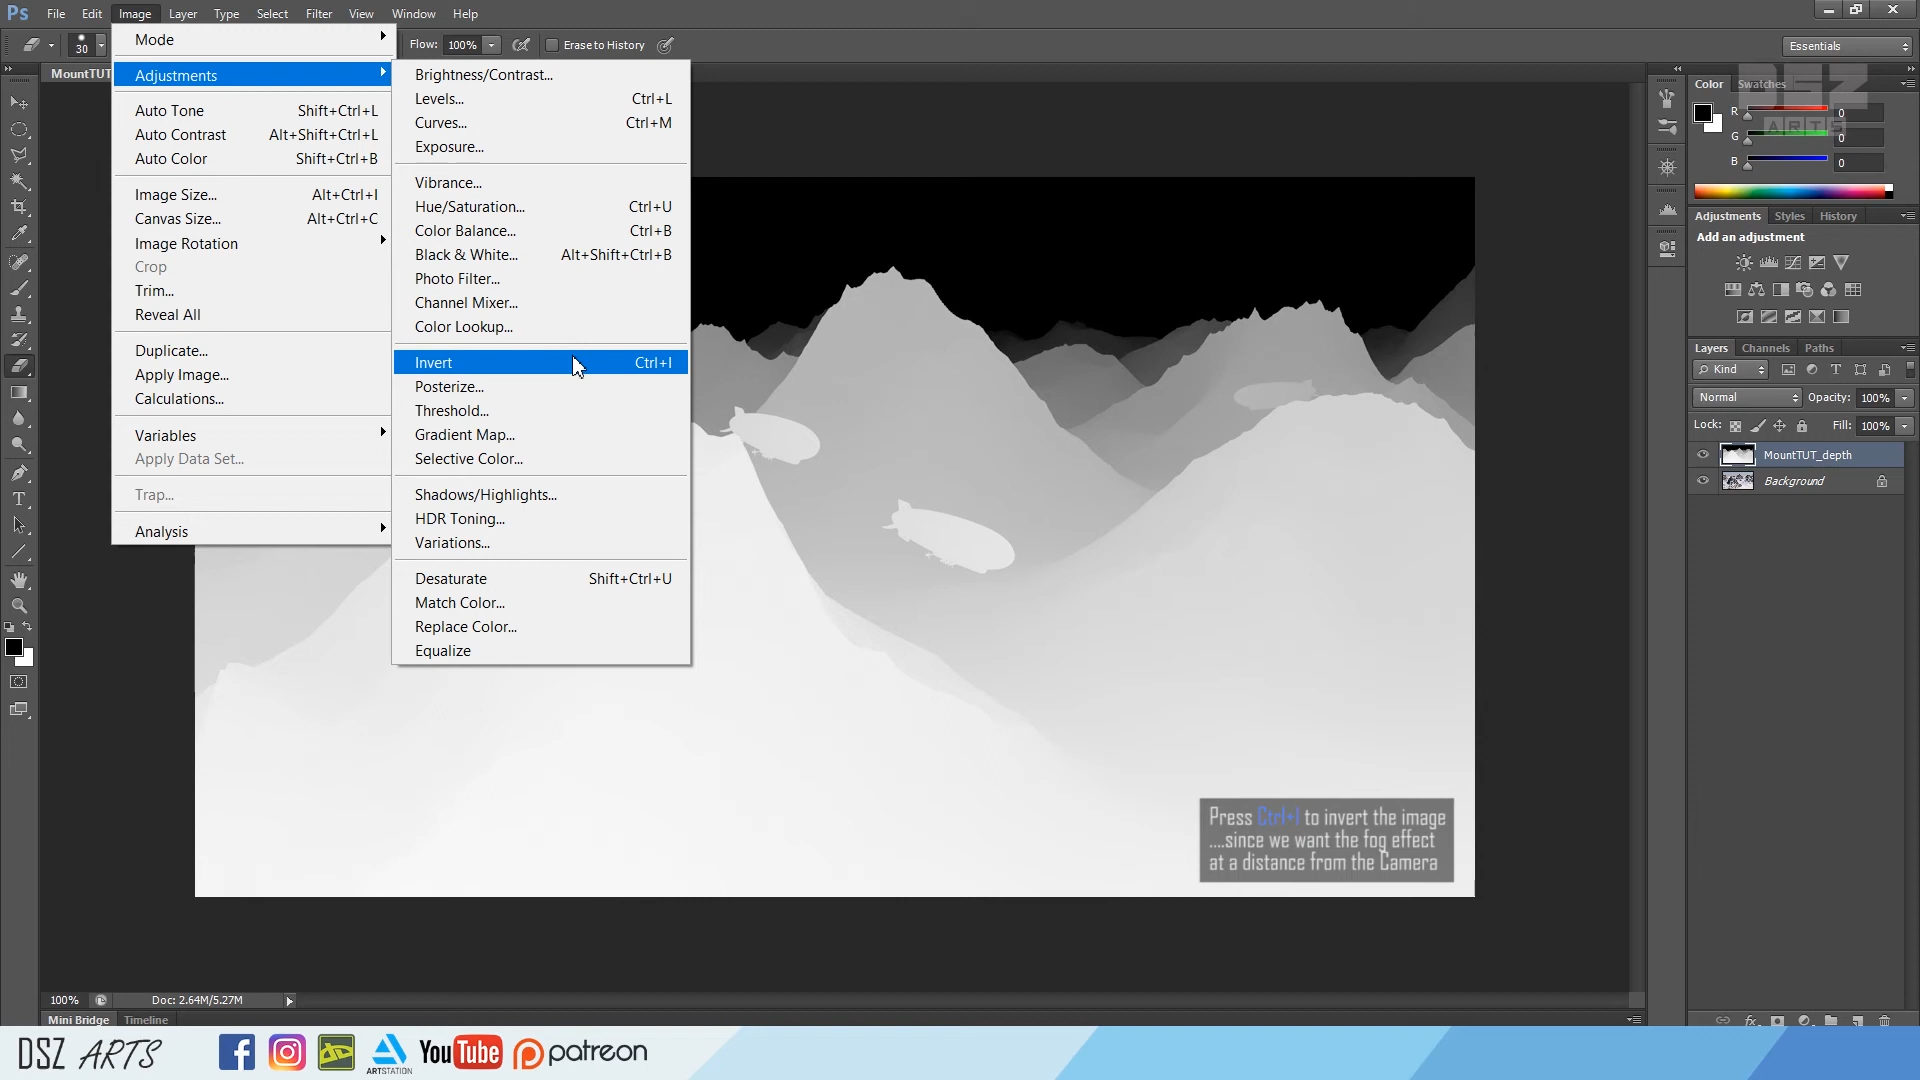 Ps File Edit Image Layer Type Select Filter View Window Help
30 Flow: 100% Erase to History Essentials
MountTUT
Mode
Adjustments
Auto Tone Shift+Ctrl+L
Auto Contrast Alt+Shift+Ctrl+L
Auto Color Shift+Ctrl+B
Image Size... Alt+Ctrl+I
Canvas Size... Alt+Ctrl+C
Image Rotation
Crop
Trim...
Reveal All
Duplicate...
Apply Image...
Calculations...
Variables
Apply Data Set...
Trap...
Analysis
Brightness/Contrast...
Levels... Ctrl+L
Curves... Ctrl+M
Exposure...
Vibrance...
Hue/Saturation... Ctrl+U
Color Balance... Ctrl+B
Black & White... Alt+Shift+Ctrl+B
Photo Filter...
Channel Mixer...
Color Lookup...
Invert Ctrl+I
Posterize...
Threshold...
Gradient Map...
Selective Color...
Shadows/Highlights...
HDR Toning...
Variations...
Desaturate Shift+Ctrl+U
Match Color...
Replace Color...
Equalize
Color Swatches
DSZ
ARTS
R 0
G 0
B 0
Adjustments Styles History
Add an adjustment
Layers Channels Paths
Kind
Normal Opacity: 100%
Lock: Fill: 100%
MountTUT_depth
Background
Press Ctrl+I to invert the image
....since we want the fog effect
at a distance from the Camera
100% Doc: 2.64M/5.27M
Mini Bridge Timeline
DSZ ARTS
ARTSTATION
YouTube
patreon